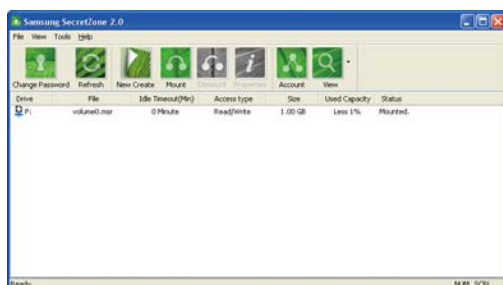 Samsung SecretZone 2.0
File View Tools Help
Change Password Refresh New Create Mount Dismount Properties Account View
Drive File Idle Timeout(Min) Access type Size Used Capacity Status
F: volume0.msr 0 Minute Read/Write 1.00 GB Less 1% Mounted.
Ready NUM SCRL